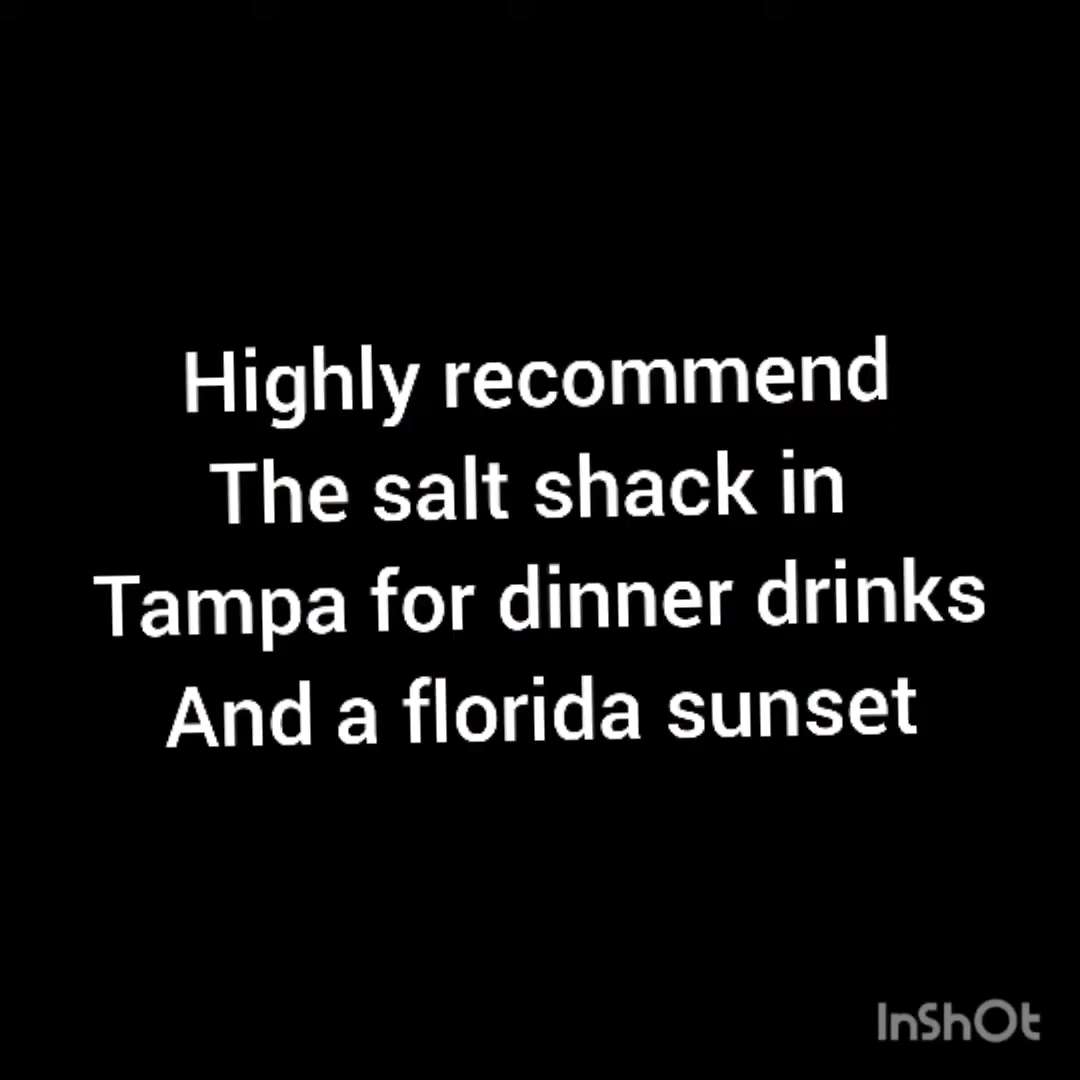 Highly recommend
The salt shack in
Tampa for dinner drinks
And a florida sunset
InShOt